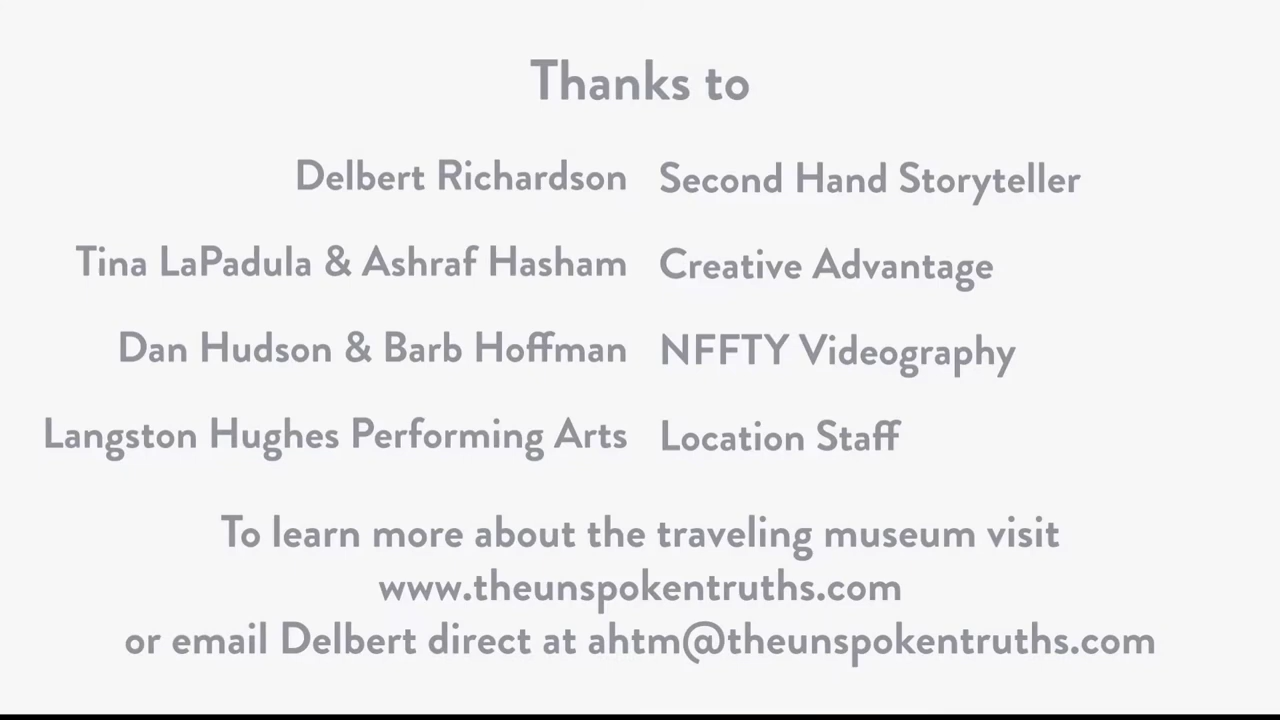 Thanks to
Delbert Richardson Second Hand Storyteller
Tina LaPadula & Ashraf Hasham Creative Advantage
Dan Hudson & Barb Hoffman NFFTY Videography
Langston Hughes Performing Arts Location Staff
To learn more about the traveling museum visit
www.theunspokentruths.com
or email Delbert direct at ahtm@theunspokentruths.com